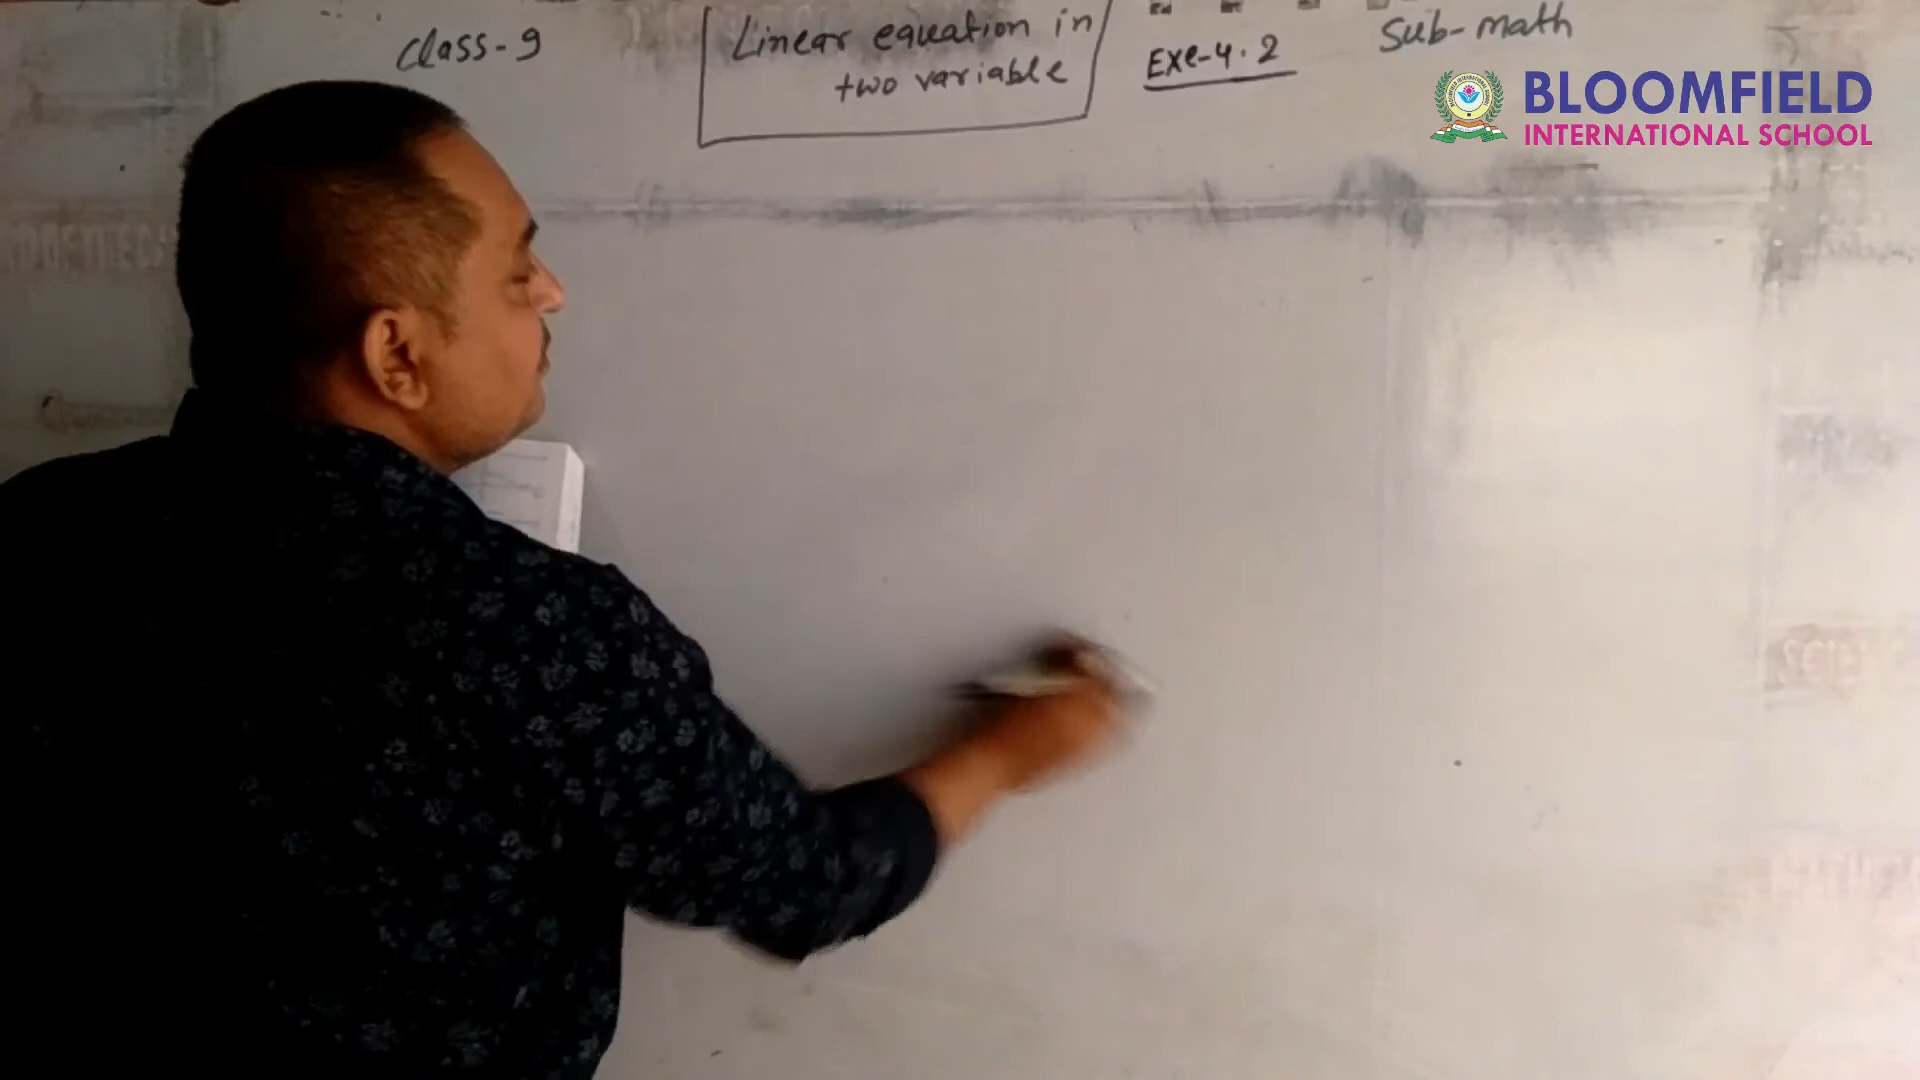 Class-9
Linear equation in
two variable
Exe-4.2
Sub-math
BLOOMFIELD
INTERNATIONAL SCHOOL